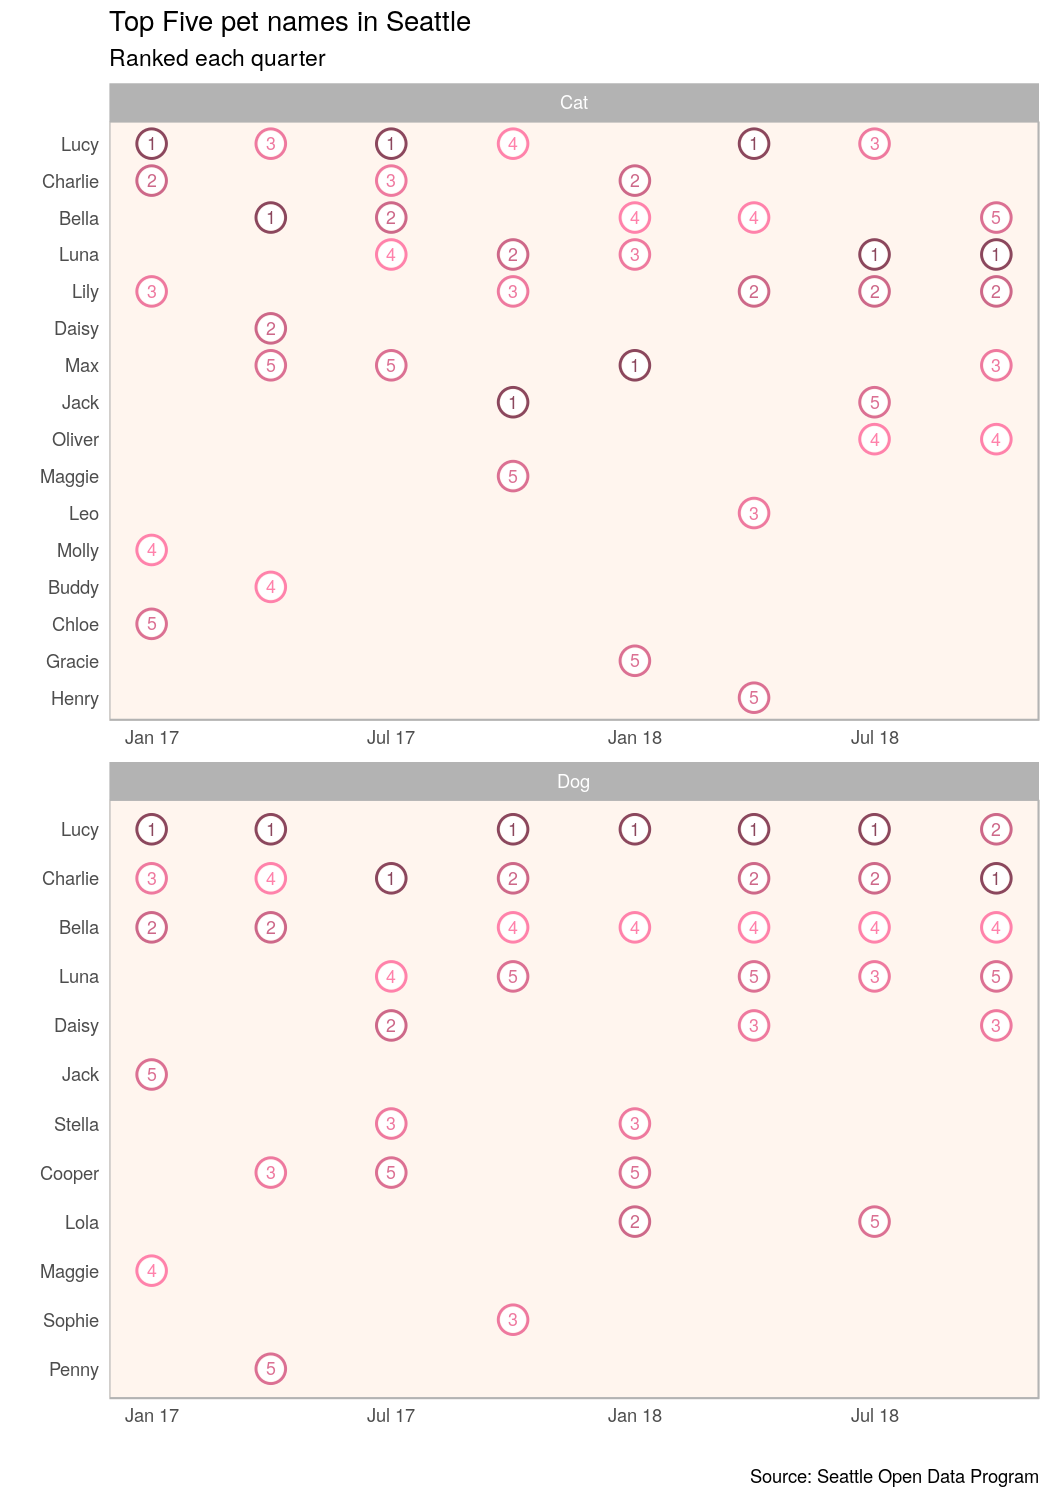 Top Five pet names in Seattle
Ranked each quarter
Cat
Lucy 1 3 1 4 1 3
Charlie 2 3 2
Bella 1 2 4 4 5
Luna 4 2 3 1 1
Lily 3 3 2 2 2
Daisy 2
Max 5 5 1 3
Jack 1 5
Oliver 4 4
Maggie 5
Leo 3
Molly 4
Buddy 4
Chloe 5
Gracie 5
Henry 5
Jan 17 Jul 17 Jan 18 Jul 18
Dog
Lucy 1 1 1 1 1 1 2
Charlie 3 4 1 2 2 2 1
Bella 2 2 4 4 4 4 4
Luna 4 5 5 3 5
Daisy 2 3 3
Jack 5
Stella 3 3
Cooper 3 5 5
Lola 2 5
Maggie 4
Sophie 3
Penny 5
Jan 17 Jul 17 Jan 18 Jul 18
Source: Seattle Open Data Program